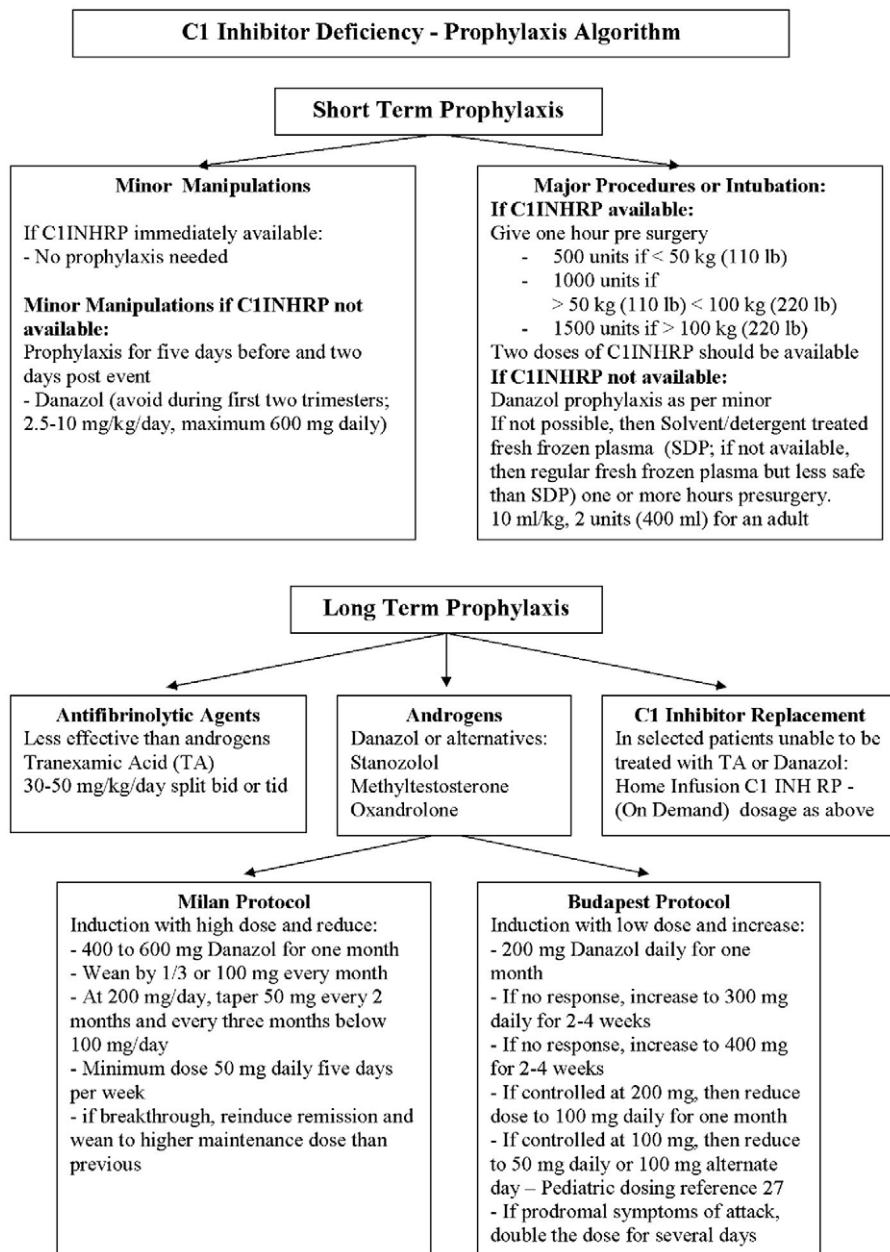 C1 Inhibitor Deficiency - Prophylaxis Algorithm
Short Term Prophylaxis
Minor Manipulations
If C1INHRP immediately available:
- No prophylaxis needed
Minor Manipulations if C1INHRP not
available:
Prophylaxis for five days before and two
days post event
- Danazol (avoid during first two trimesters;
2.5-10 mg/kg/day, maximum 600 mg daily)
Major Procedures or Intubation:
If C1INHRP available:
Give one hour pre surgery
- 500 units if < 50 kg (110 lb)
- 1000 units if
> 50 kg (110 lb) < 100 kg (220 lb)
- 1500 units if > 100 kg (220 lb)
Two doses of C1INHRP should be available
If C1INHRP not available:
Danazol prophylaxis as per minor
If not possible, then Solvent/detergent treated
fresh frozen plasma (SDP; if not available,
then regular fresh frozen plasma but less safe
than SDP) one or more hours presurgery.
10 ml/kg, 2 units (400 ml) for an adult
Long Term Prophylaxis
Antifibrinolytic Agents
Less effective than androgens
Tranexamic Acid (TA)
30-50 mg/kg/day split bid or tid
Androgens
Danazol or alternatives:
Stanozolol
Methyltestosterone
Oxandrolone
C1 Inhibitor Replacement
In selected patients unable to be
treated with TA or Danazol:
Home Infusion C1 INH RP -
(On Demand) dosage as above
Milan Protocol
Induction with high dose and reduce:
- 400 to 600 mg Danazol for one month
- Wean by 1/3 or 100 mg every month
- At 200 mg/day, taper 50 mg every 2
months and every three months below
100 mg/day
- Minimum dose 50 mg daily five days
per week
- if breakthrough, reinduce remission and
wean to higher maintenance dose than
previous
Budapest Protocol
Induction with low dose and increase:
- 200 mg Danazol daily for one
month
- If no response, increase to 300 mg
daily for 2-4 weeks
- If no response, increase to 400 mg
for 2-4 weeks
- If controlled at 200 mg, then reduce
dose to 100 mg daily for one month
- If controlled at 100 mg, then reduce
to 50 mg daily or 100 mg alternate
day – Pediatric dosing reference 27
- If prodromal symptoms of attack,
double the dose for several days